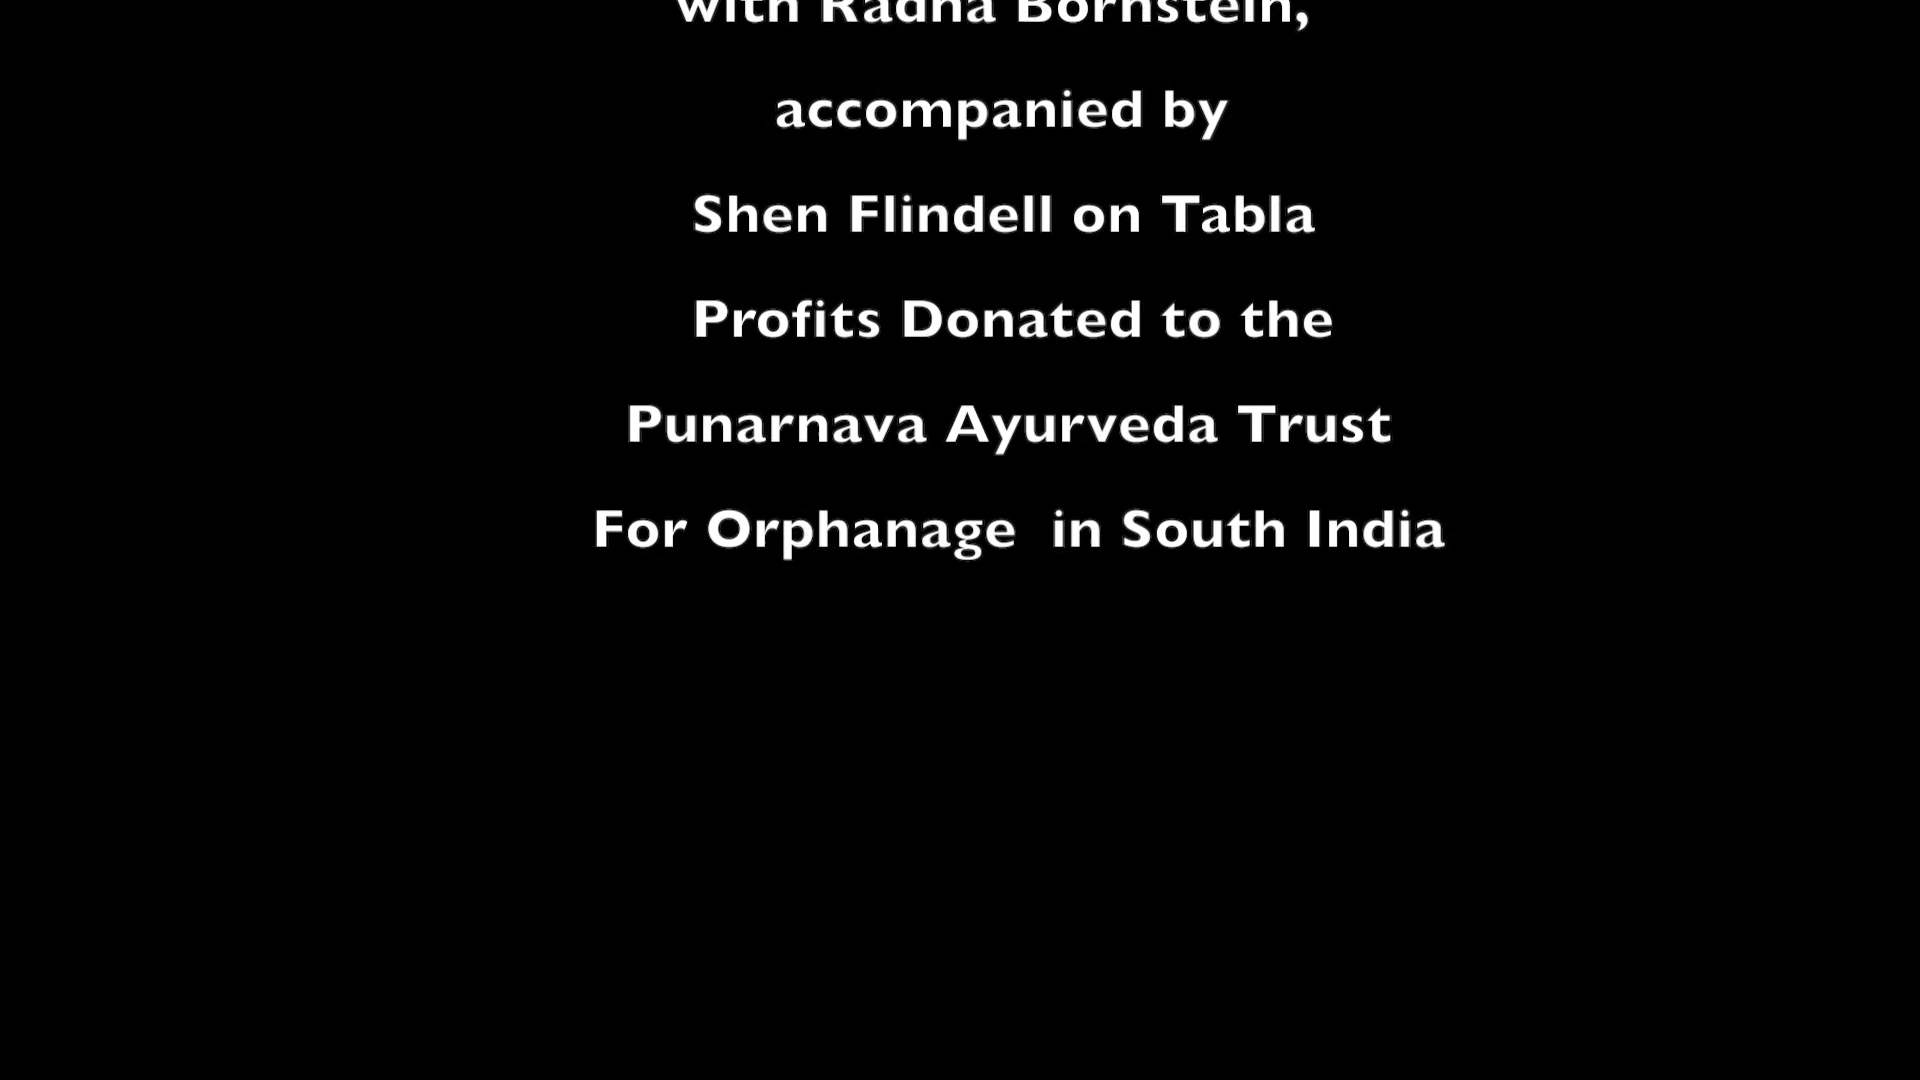 with Radha Bornstein,
accompanied by
Shen Flindell on Tabla
Profits Donated to the
Punarnava Ayurveda Trust
For Orphanage  in South India